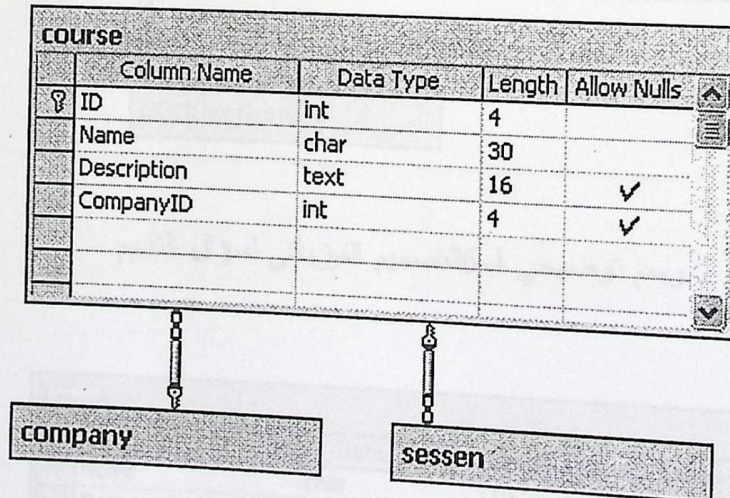 course
Column Name Data Type Length Allow Nulls
ID int 4
Name char 30
Description text 16 ✓
CompanyID int 4 ✓
company
sessen